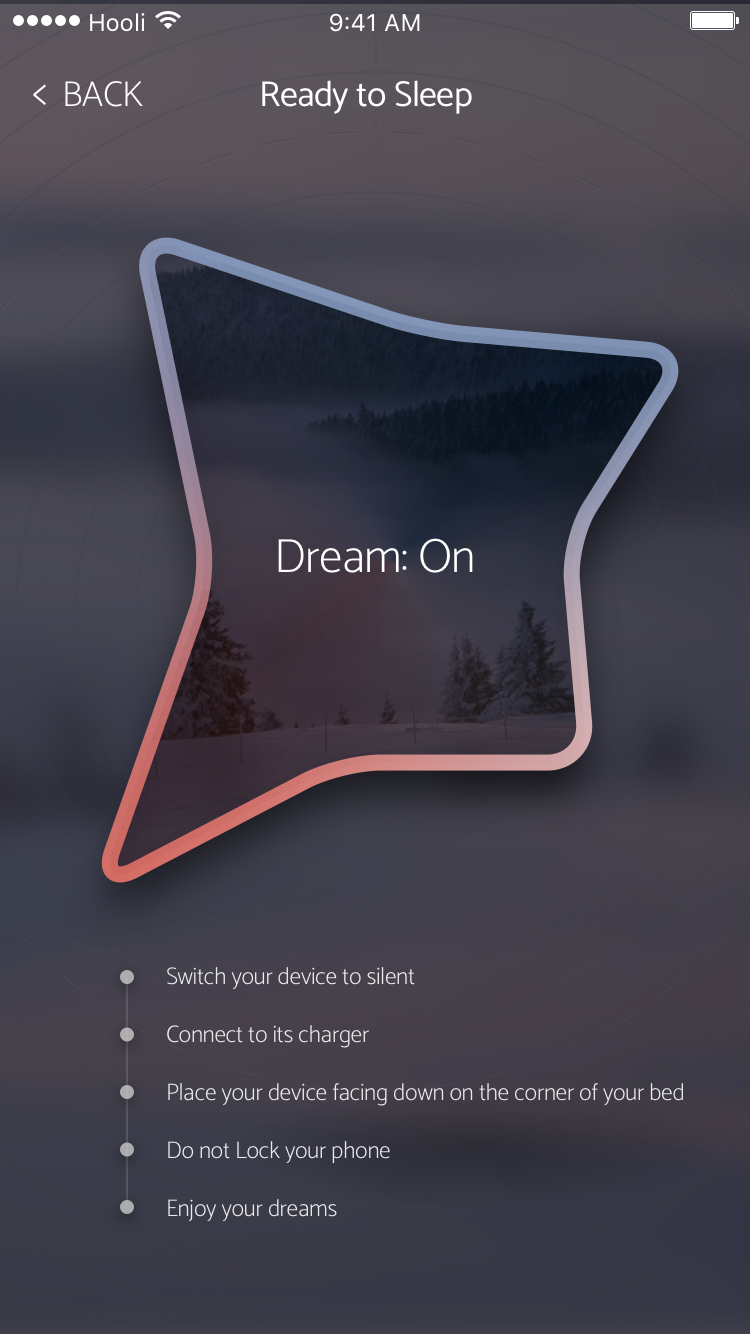 Hooli 9:41 AM
< BACK Ready to Sleep
Dream: On
Switch your device to silent
Connect to its charger
Place your device facing down on the corner of your bed
Do not Lock your phone
Enjoy your dreams